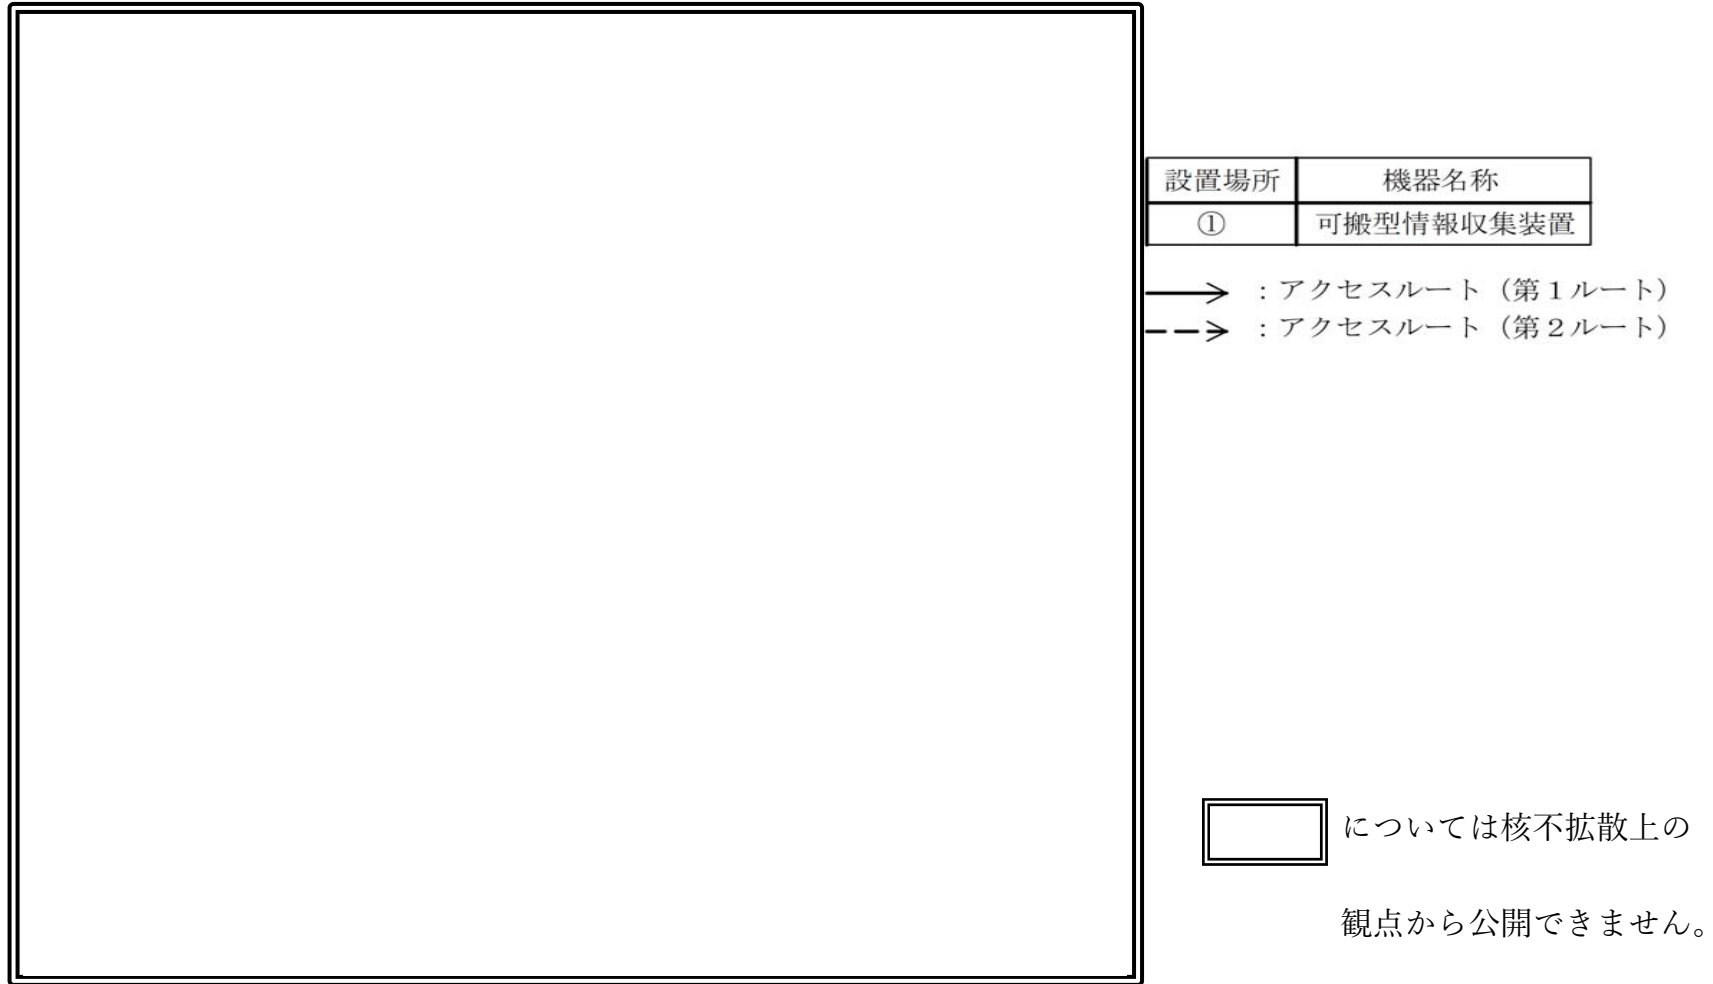 設置場所 機器名称
① 可搬型情報収集装置
：アクセスルート（第１ルート）
：アクセスルート（第２ルート）
については核不拡散上の
観点から公開できません。